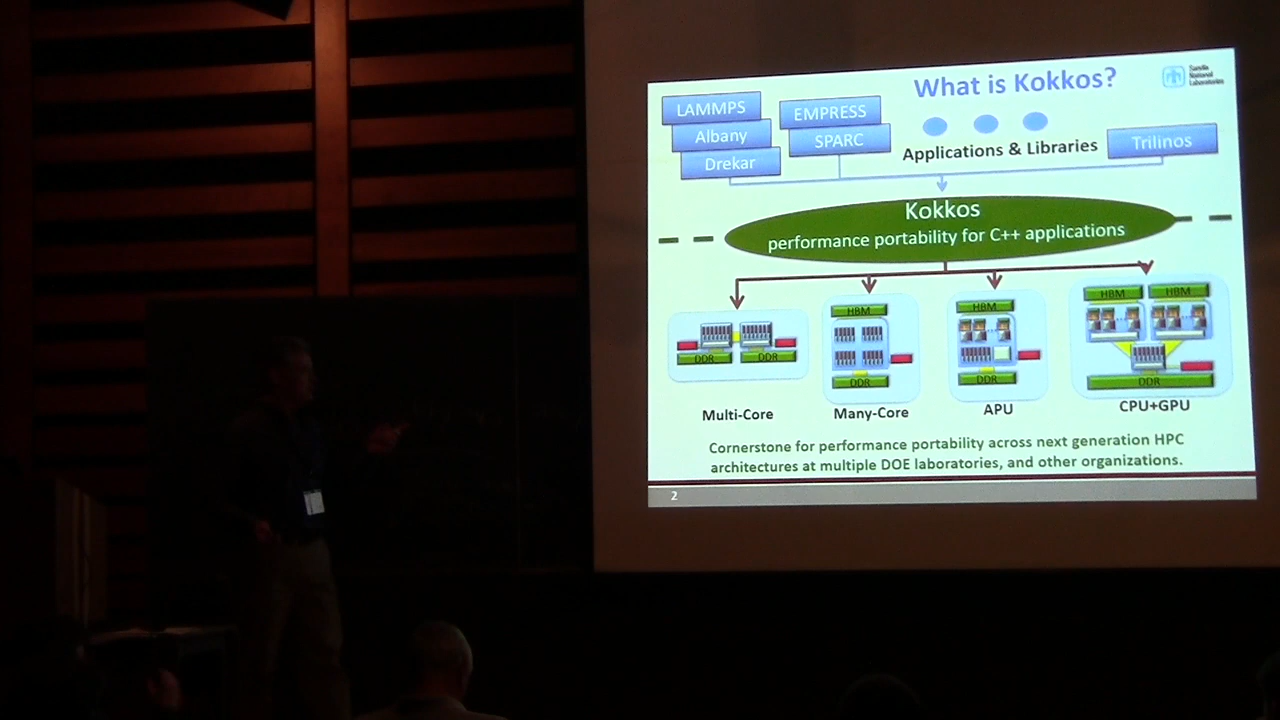 What is Kokkos?
Sandia
National
Laboratories
LAMMPS
Albany
Drekar
EMPRESS
SPARC
Applications & Libraries
Trilinos
Kokkos
performance portability for C++ applications
DDR
DDR
Multi-Core
HBM
DDR
Many-Core
HBM
DDR
APU
HBM
HBM
DDR
CPU+GPU
Cornerstone for performance portability across next generation HPC
architectures at multiple DOE laboratories, and other organizations.
2